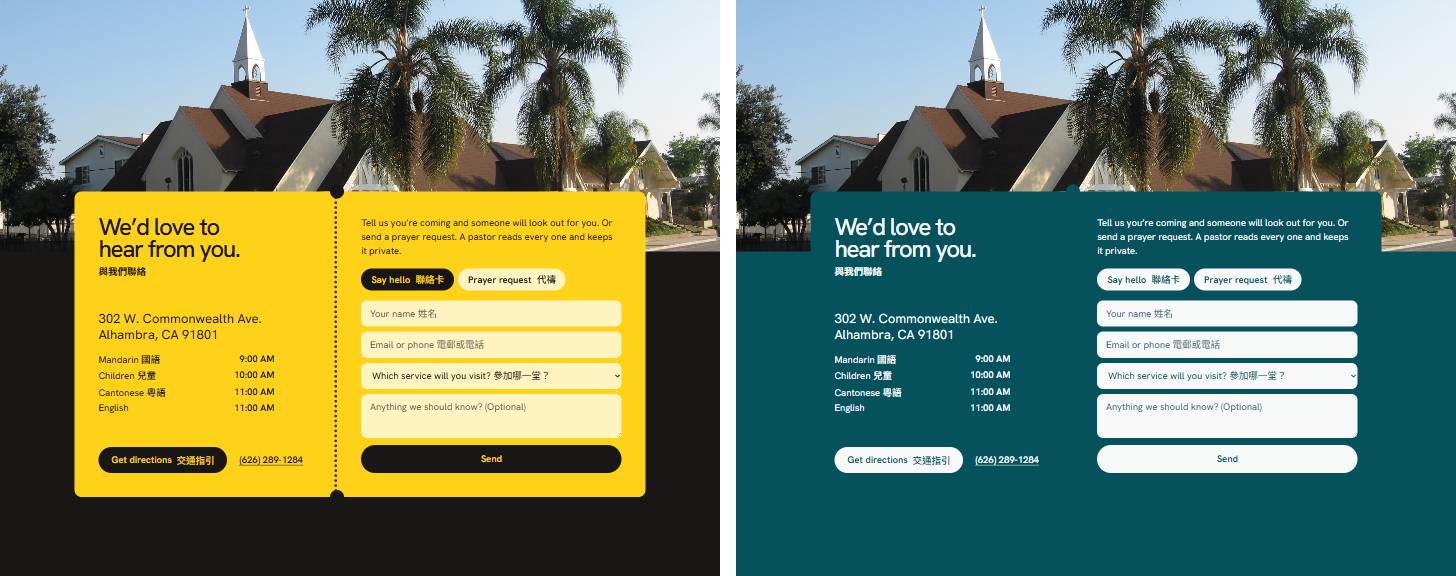 We’d love to
hear from you.
與我們聯絡
302 W. Commonwealth Ave.
Alhambra, CA 91801
Mandarin 國語 9:00 AM
Children 兒童 10:00 AM
Cantonese 粵語 11:00 AM
English 11:00 AM
Get directions 交通指引 (626) 289-1284
Tell us you’re coming and someone will look out for you. Or
send a prayer request. A pastor reads every one and keeps
it private.
Say hello 聯絡卡 Prayer request 代禱
Your name 姓名
Email or phone 電郵或電話
Which service will you visit? 參加哪一堂？
Anything we should know? (Optional)
Send
We’d love to
hear from you.
與我們聯絡
302 W. Commonwealth Ave.
Alhambra, CA 91801
Mandarin 國語 9:00 AM
Children 兒童 10:00 AM
Cantonese 粵語 11:00 AM
English 11:00 AM
Get directions 交通指引 (626) 289-1284
Tell us you’re coming and someone will look out for you. Or
send a prayer request. A pastor reads every one and keeps
it private.
Say hello 聯絡卡 Prayer request 代禱
Your name 姓名
Email or phone 電郵或電話
Which service will you visit? 參加哪一堂？
Anything we should know? (Optional)
Send